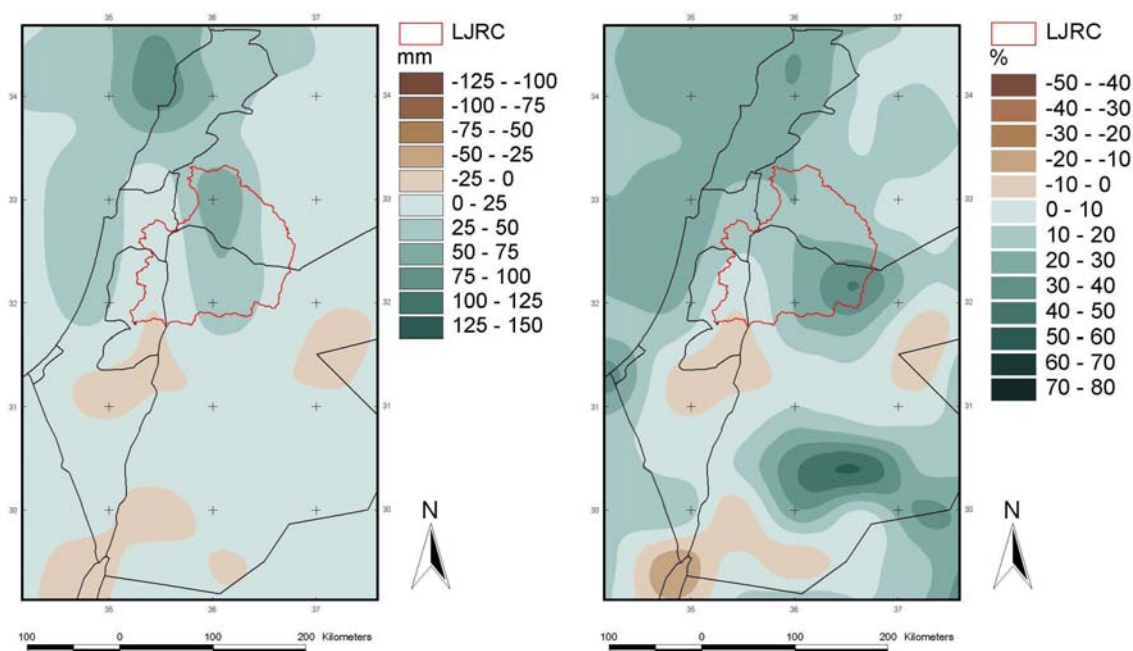 LJRC
mm
-125 - -100
-100 - -75
-75 - -50
-50 - -25
-25 - 0
0 - 25
25 - 50
50 - 75
75 - 100
100 - 125
125 - 150
35 36 37
34 34
33 33
32 32
31 31
30 30
35 36 37
N
100 0 100 200 Kilometers
LJRC
%
-50 - -40
-40 - -30
-30 - -20
-20 - -10
-10 - 0
0 - 10
10 - 20
20 - 30
30 - 40
40 - 50
50 - 60
60 - 70
70 - 80
35 36 37
34 34
33 33
32 32
31 31
30 30
35 36 37
N
100 0 100 200 Kilometers